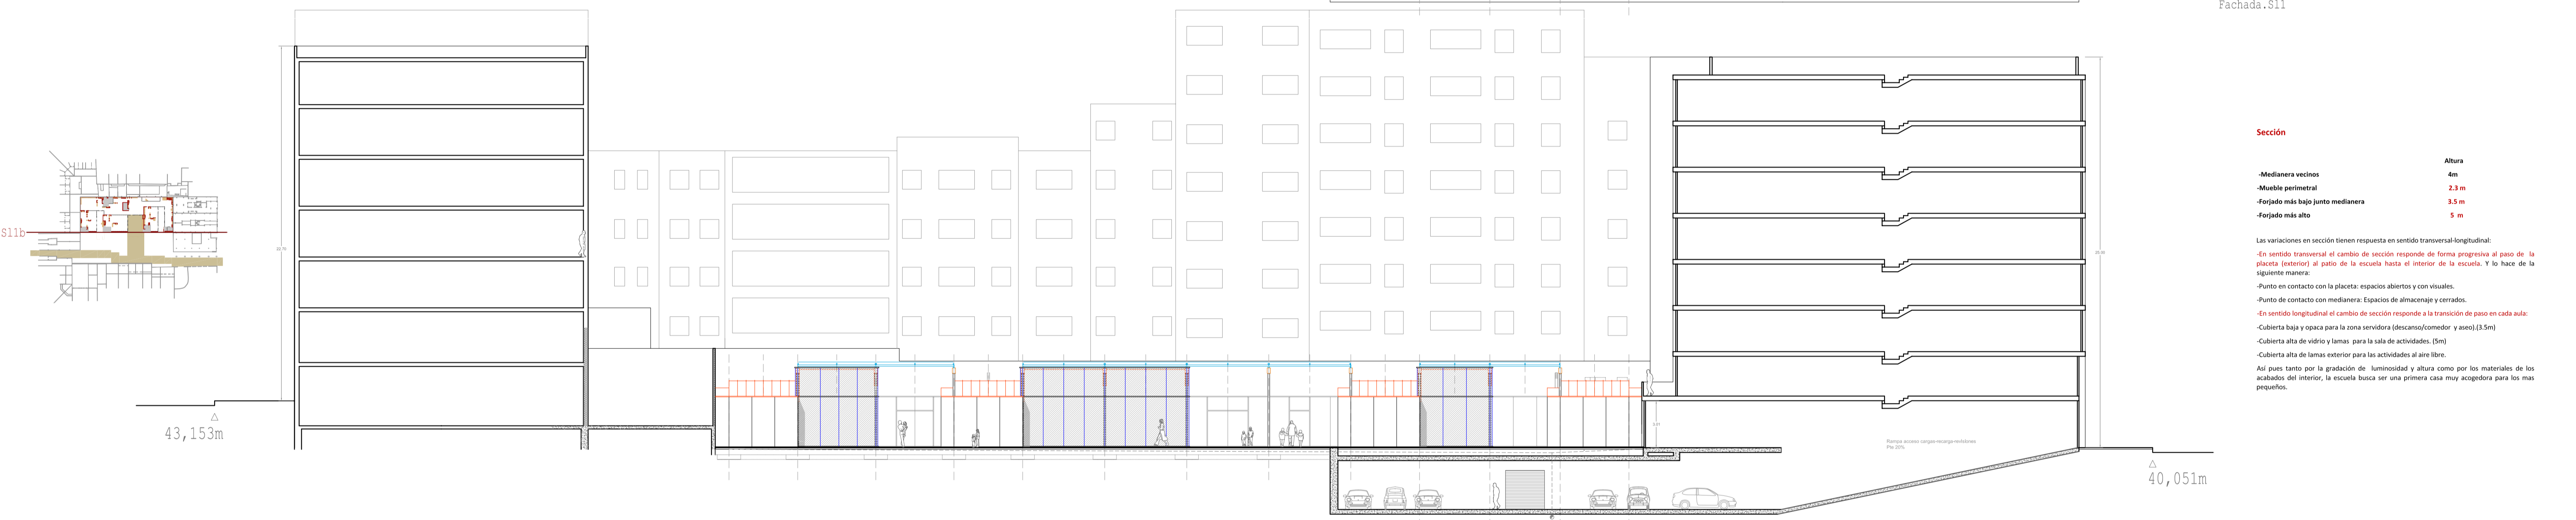 Fachada.S11
S11b
43,153m
22.70
3.41
Rampa acceso cargas-recarga-residuos
Pte 20%
40,051m
Sección
Altura
-Medianera vecinos 4m
-Mueble perimetral 2.3 m
-Forjado más bajo junto medianera 3.5 m
-Forjado más alto 5 m
Las variaciones en sección tienen respuesta en sentido transversal-longitudinal:
-En sentido transversal el cambio de sección responde de forma progresiva al paso de la
placeta (exterior) al patio de la escuela hasta el interior de la escuela. Y lo hace de la
siguiente manera:
-Punto en contacto con la placeta: espacios abiertos y con visuales.
-Punto de contacto con medianera: Espacios de almacenaje y cerrados.
-En sentido longitudinal el cambio de sección responde a la transición de paso en cada aula:
-Cubierta baja y opaca para la zona servidora (descanso/comedor y aseo).(3.5m)
-Cubierta alta de vidrio y lamas para la sala de actividades. (5m)
-Cubierta alta de lamas exterior para las actividades al aire libre.
Así pues tanto por la gradación de luminosidad y altura como por los materiales de los
acabados del interior, la escuela busca ser una primera casa muy acogedora para los mas
pequeños.